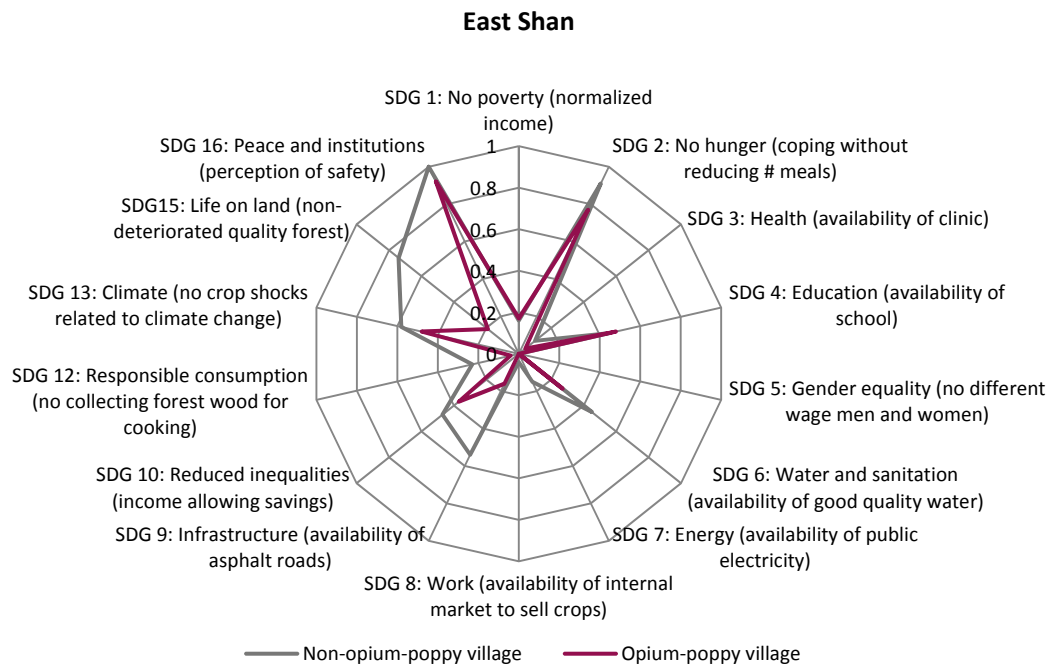 East Shan
SDG 1: No poverty (normalized
income)
SDG 2: No hunger (coping without
reducing # meals)
SDG 3: Health (availability of clinic)
SDG 4: Education (availability of
school)
SDG 5: Gender equality (no different
wage men and women)
SDG 6: Water and sanitation
(availability of good quality water)
SDG 7: Energy (availability of public
electricity)
SDG 8: Work (availability of internal
market to sell crops)
SDG 9: Infrastructure (availability of
asphalt roads)
SDG 10: Reduced inequalities
(income allowing savings)
SDG 12: Responsible consumption
(no collecting forest wood for
cooking)
SDG 13: Climate (no crop shocks
related to climate change)
SDG15: Life on land (non-
deteriorated quality forest)
SDG 16: Peace and institutions
(perception of safety)
1
0.8
0.6
0.4
0.2
0
Non-opium-poppy village
Opium-poppy village